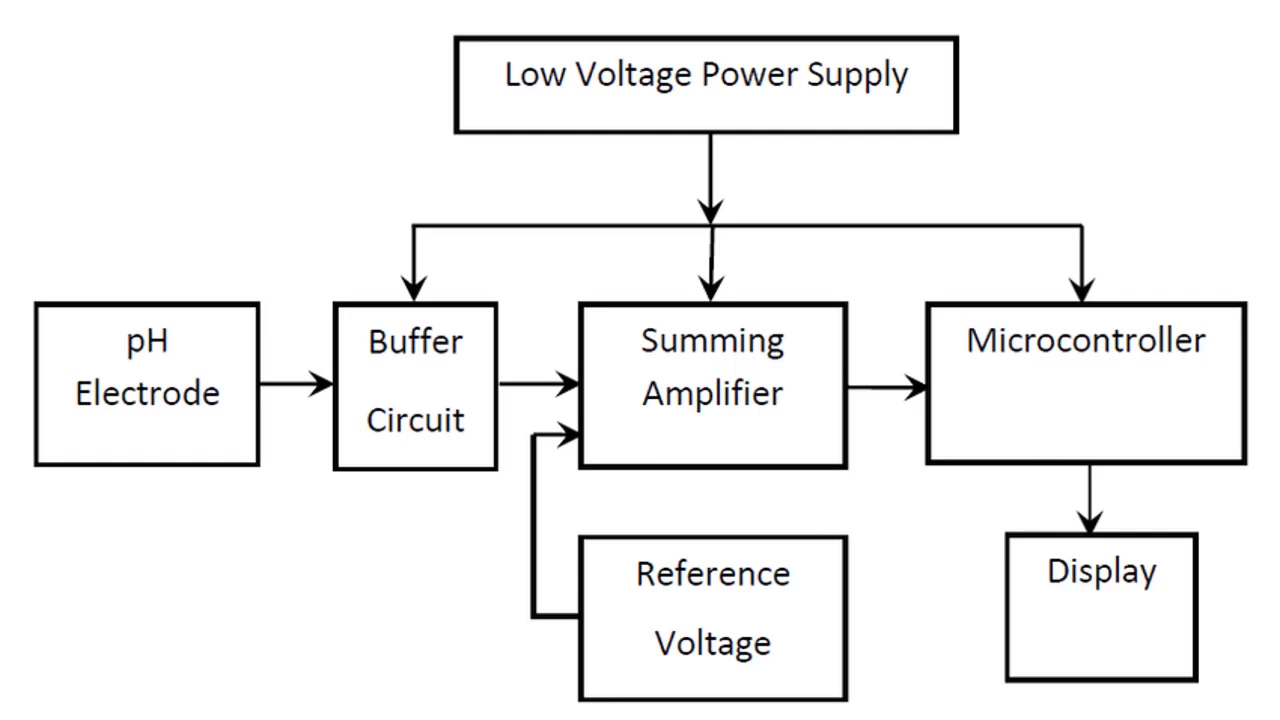 Low Voltage Power Supply
pH
Electrode
Buffer
Circuit
Summing
Amplifier
Microcontroller
Reference
Voltage
Display